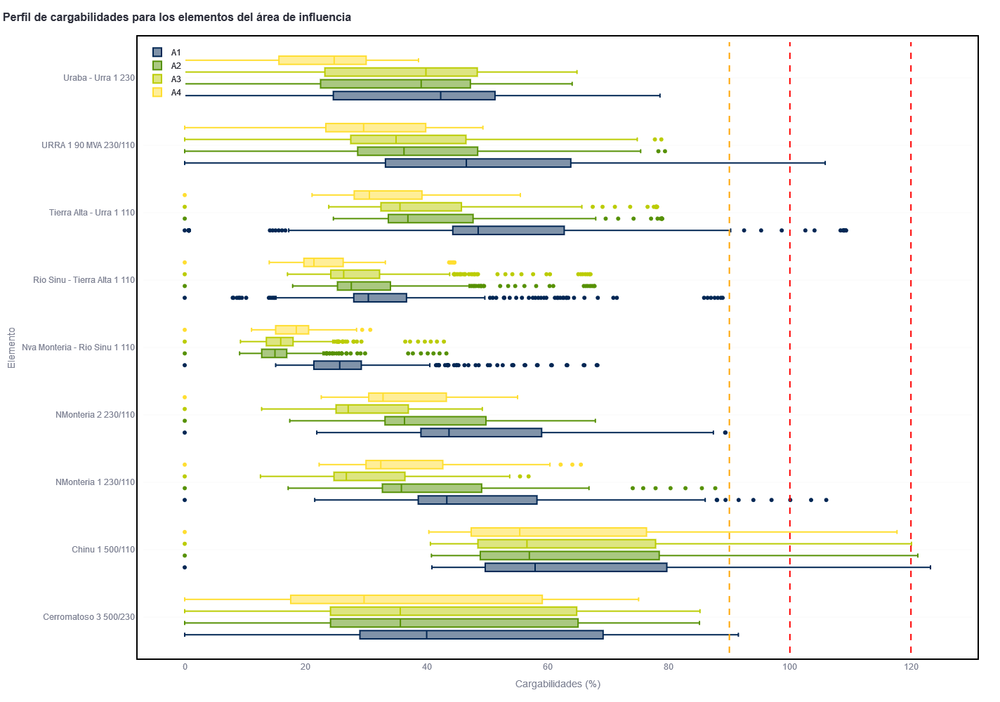 Perfil de cargabilidades para los elementos del área de influencia
A1
A2
A3
A4
Uraba - Urra 1 230
URRA 1 90 MVA 230/110
Tierra Alta - Urra 1 110
Rio Sinu - Tierra Alta 1 110
Nva Monteria - Rio Sinu 1 110
NMonteria 2 230/110
NMonteria 1 230/110
Chinu 1 500/110
Cerromatoso 3 500/230
Elemento
0 20 40 60 80 100 120
Cargabilidades (%)